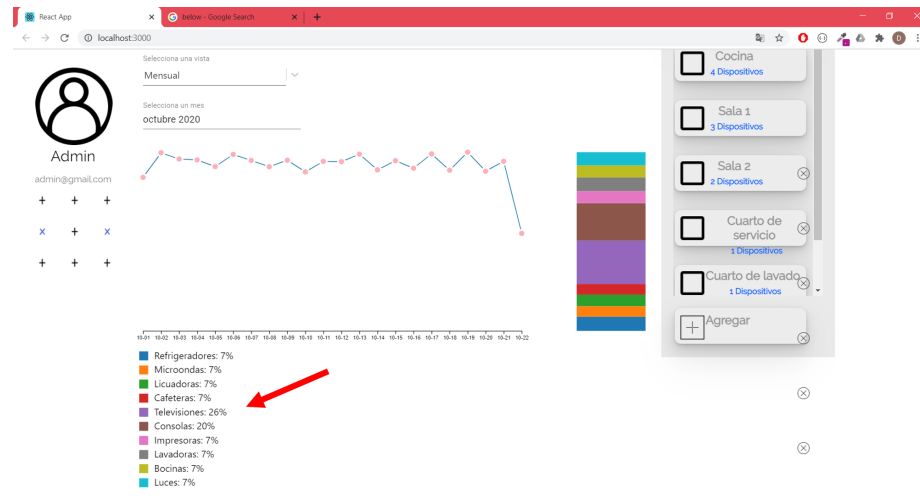 React App
below - Google Search
localhost:3000
D
Admin
admin@gmail.com
Selecciona una vista
Mensual
Selecciona un mes
octubre 2020
10-01 10-02 10-03 10-04 10-05 10-06 10-07 10-08 10-09 10-10 10-11 10-12 10-13 10-14 10-15 10-16 10-17 10-18 10-19 10-20 10-21 10-22
Refrigeradores: 7%
Microondas: 7%
Licuadoras: 7%
Cafeteras: 7%
Televisiones: 26%
Consolas: 20%
Impresoras: 7%
Lavadoras: 7%
Bocinas: 7%
Luces: 7%
Cocina
4 Dispositivos
Sala 1
3 Dispositivos
Sala 2
2 Dispositivos
Cuarto de
servicio
1 Dispositivos
Cuarto de lavado
1 Dispositivos
Agregar